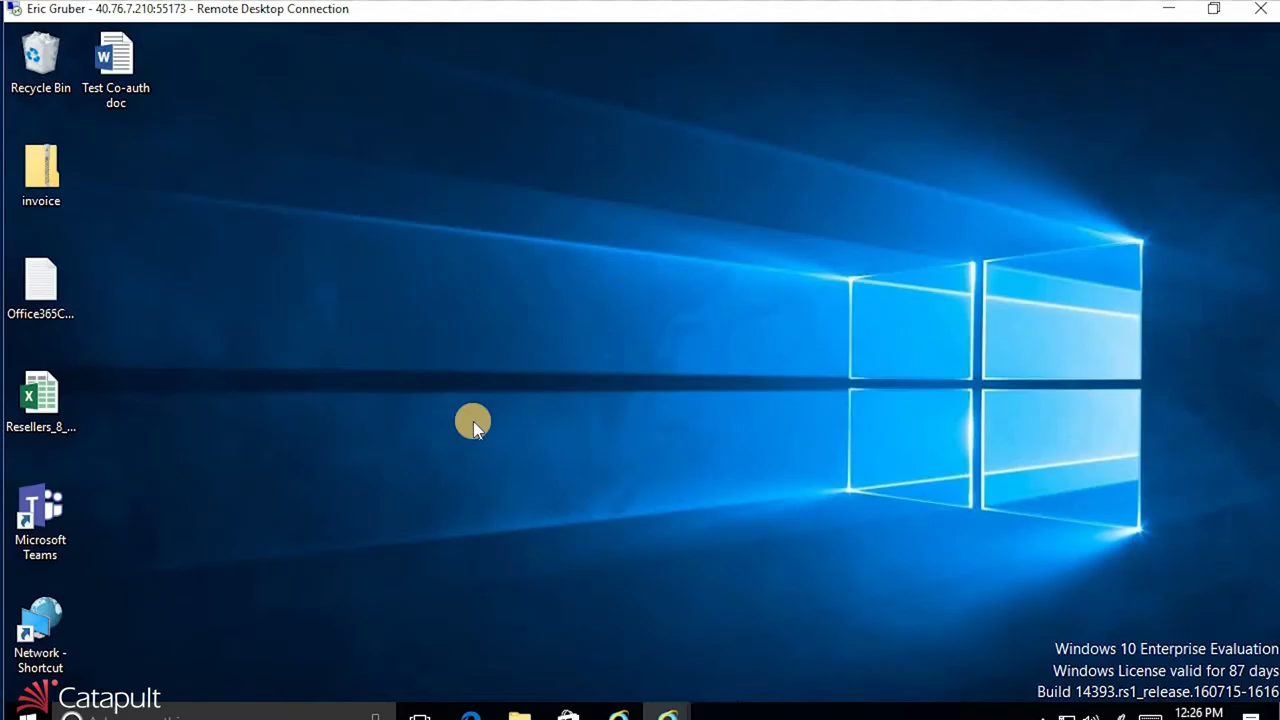 Eric Gruber - 40.76.7.210:55173 - Remote Desktop Connection
Recycle Bin
Test Co-auth
doc
invoice
Office365C...
Resellers_8_...
Microsoft
Teams
Network -
Shortcut
Catapult
Windows 10 Enterprise Evaluation
Windows License valid for 87 days
Build 14393.rs1_release.160715-1616
12:26 PM